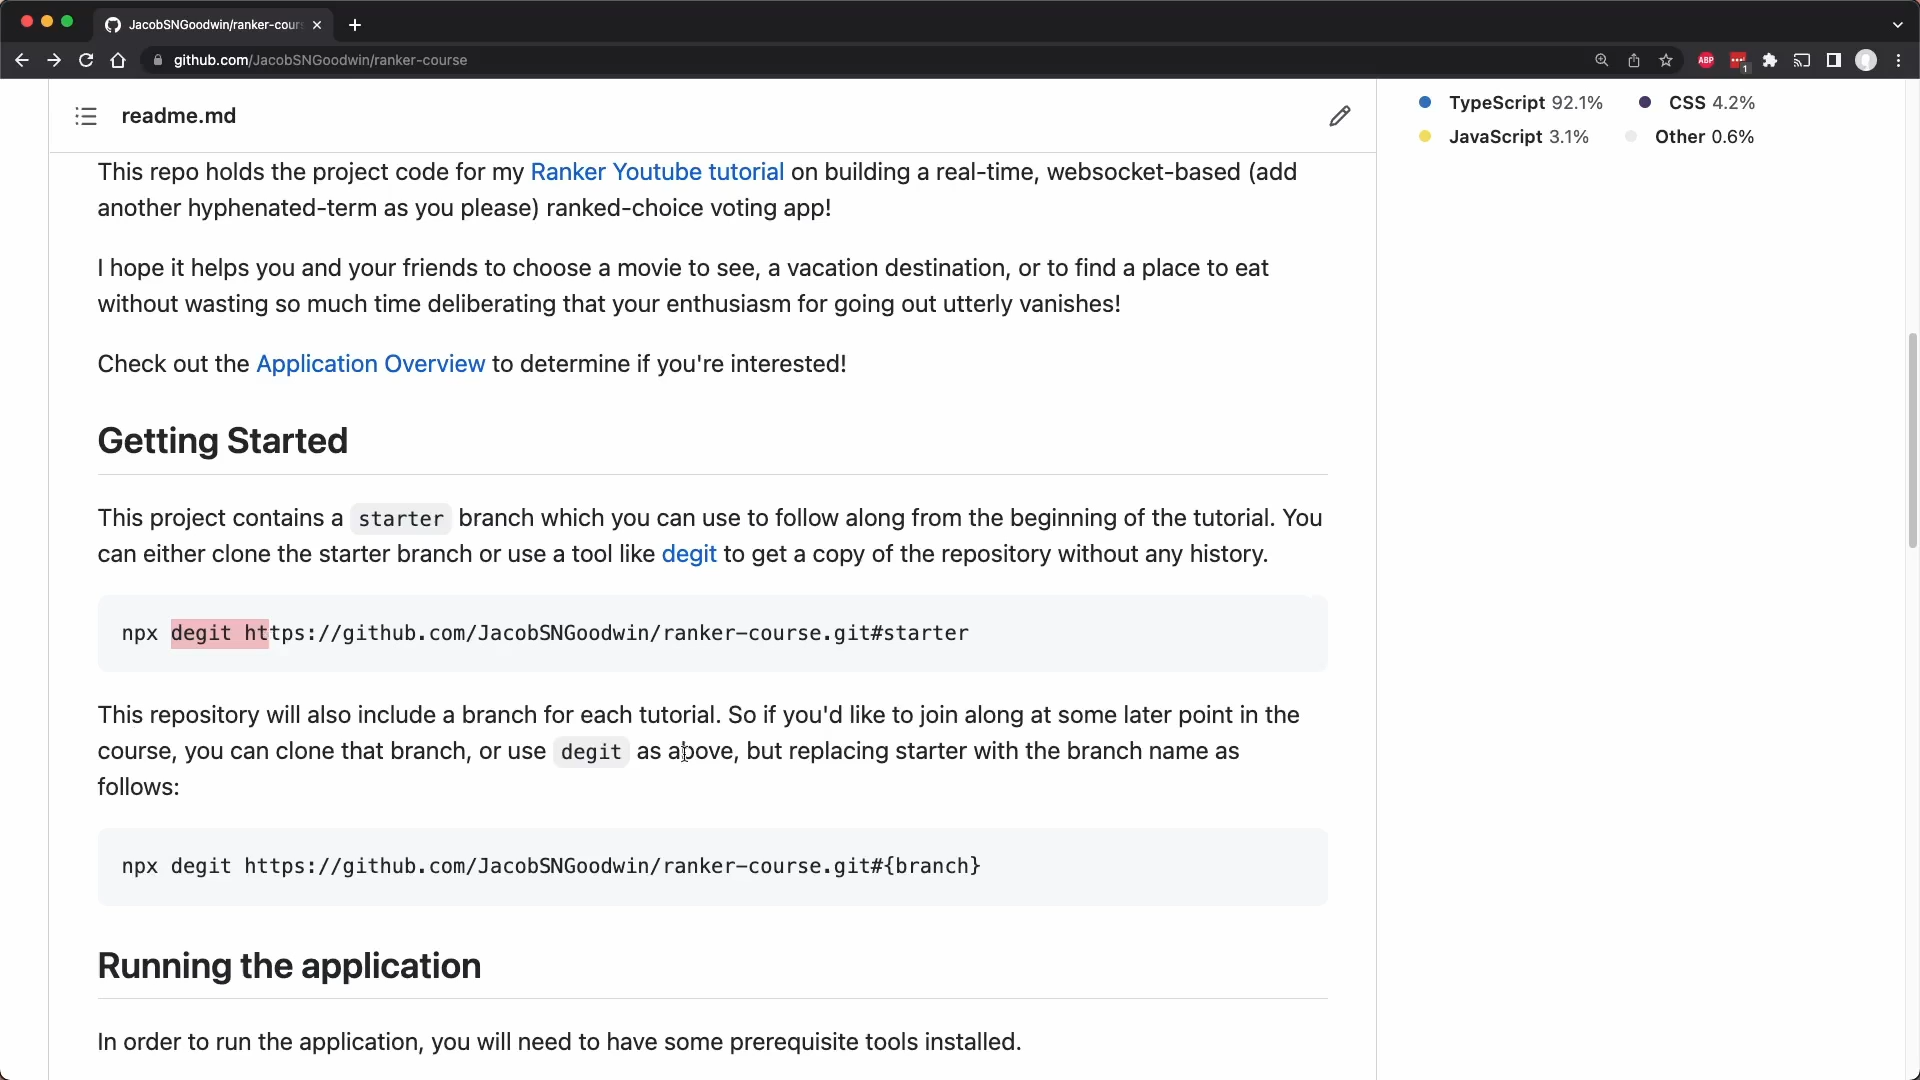 JacobSNGoodwin/ranker-cour
github.com/JacobSNGoodwin/ranker-course
ABP
1
readme.md
TypeScript 92.1% CSS 4.2%
JavaScript 3.1% Other 0.6%
This repo holds the project code for my Ranker Youtube tutorial on building a real-time, websocket-based (add
another hyphenated-term as you please) ranked-choice voting app!
I hope it helps you and your friends to choose a movie to see, a vacation destination, or to find a place to eat
without wasting so much time deliberating that your enthusiasm for going out utterly vanishes!
Check out the Application Overview to determine if you're interested!
Getting Started
This project contains a starter branch which you can use to follow along from the beginning of the tutorial. You
can either clone the starter branch or use a tool like degit to get a copy of the repository without any history.
npx degit https://github.com/JacobSNGoodwin/ranker-course.git#starter
This repository will also include a branch for each tutorial. So if you'd like to join along at some later point in the
course, you can clone that branch, or use degit as above, but replacing starter with the branch name as
follows:
npx degit https://github.com/JacobSNGoodwin/ranker-course.git#{branch}
Running the application
In order to run the application, you will need to have some prerequisite tools installed.